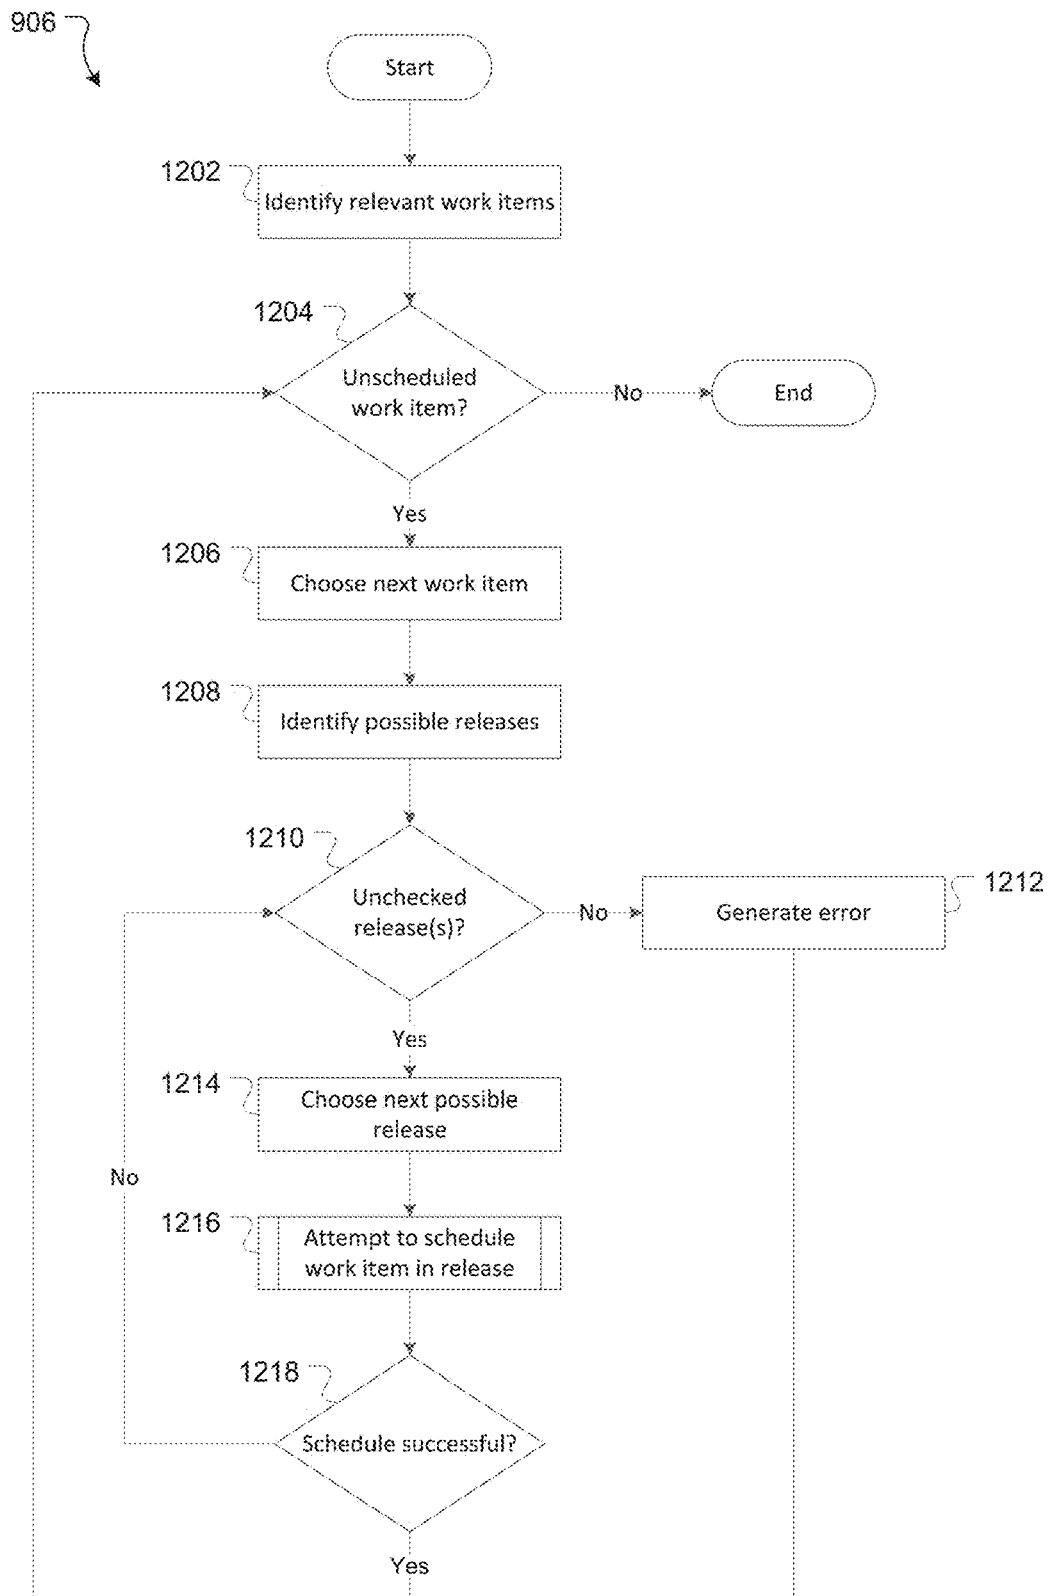 906
Start
1202
Identify relevant work items
1204
Unscheduled
work item?
No
End
Yes
1206
Choose next work item
1208
Identify possible releases
1210
Unchecked
release(s)?
No
Generate error
1212
Yes
1214
Choose next possible
release
No
1216
Attempt to schedule
work item in release
1218
Schedule successful?
Yes